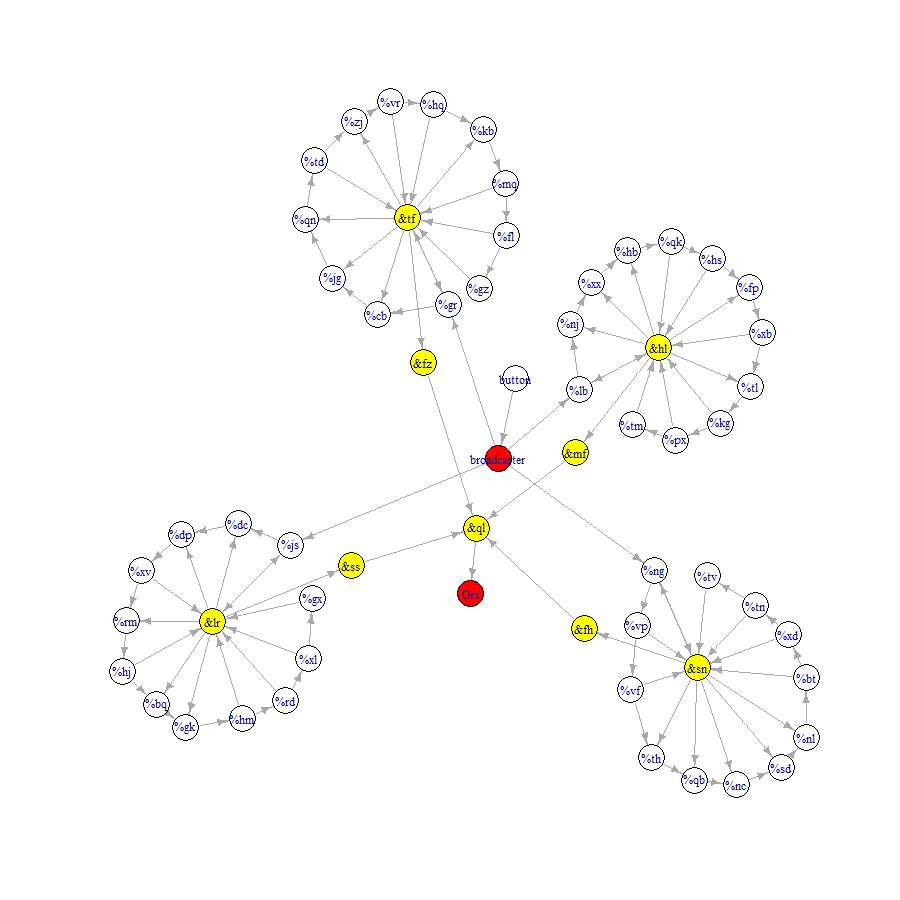 %vr
%hq
%zj
%kb
%td
%mq
%qn
&tf
%fl
%jg
%gz
%cb
%gr
&fz
%qk
%hb
%hs
%xx
%fp
%nj
%xb
&hl
%lb
%tl
%tm
%kg
%px
button
broadcaster
&mf
&ql
Orx
%dc
%dp
%js
%xv
&ss
%gx
%rm
&lr
%hj
%xl
%bq
%rd
%gk
%hm
%ng
%tv
%tn
%vp
&fh
%xd
%vf
&sn
%bt
%nl
%th
%sd
%qb
%nc